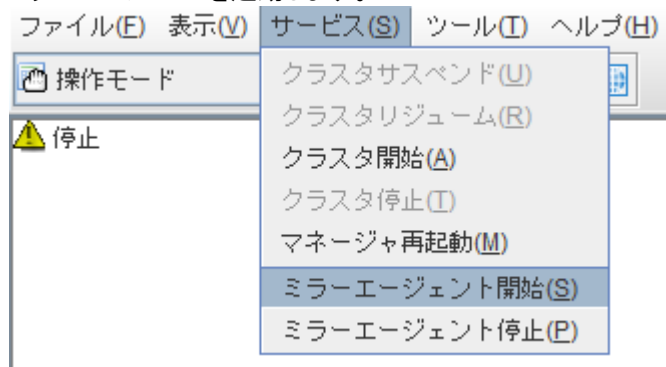 ファイル(F) 表示(V) サービス(S) ツール(T) ヘルプ(H)
操作モード
クラスタサスペンド(U)
クラスタリジューム(R)
停止
クラスタ開始(A)
クラスタ停止(T)
マネージャ再起動(M)
ミラーエージェント開始(S)
ミラーエージェント停止(P)